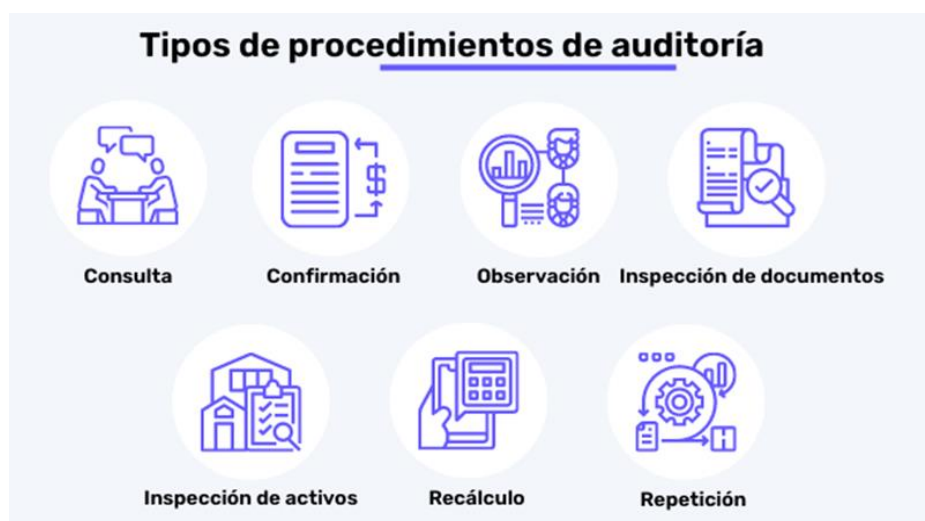 Tipos de procedimientos de auditoría
Consulta
Confirmación
Observación
Inspección de documentos
Inspección de activos
Recálculo
Repetición